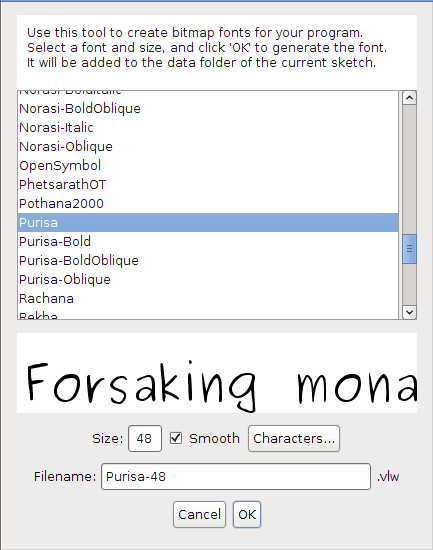 Use this tool to create bitmap fonts for your program.
Select a font and size, and click 'OK' to generate the font.
It will be added to the data folder of the current sketch.
Norasi-BoldItalic
Norasi-BoldOblique
Norasi-Italic
Norasi-Oblique
OpenSymbol
PhetsarathOT
Pothana2000
Purisa
Purisa-Bold
Purisa-BoldOblique
Purisa-Oblique
Rachana
Rekha
Forsaking mona
Size: 48 Smooth Characters...
Filename: Purisa-48 .vlw
Cancel OK